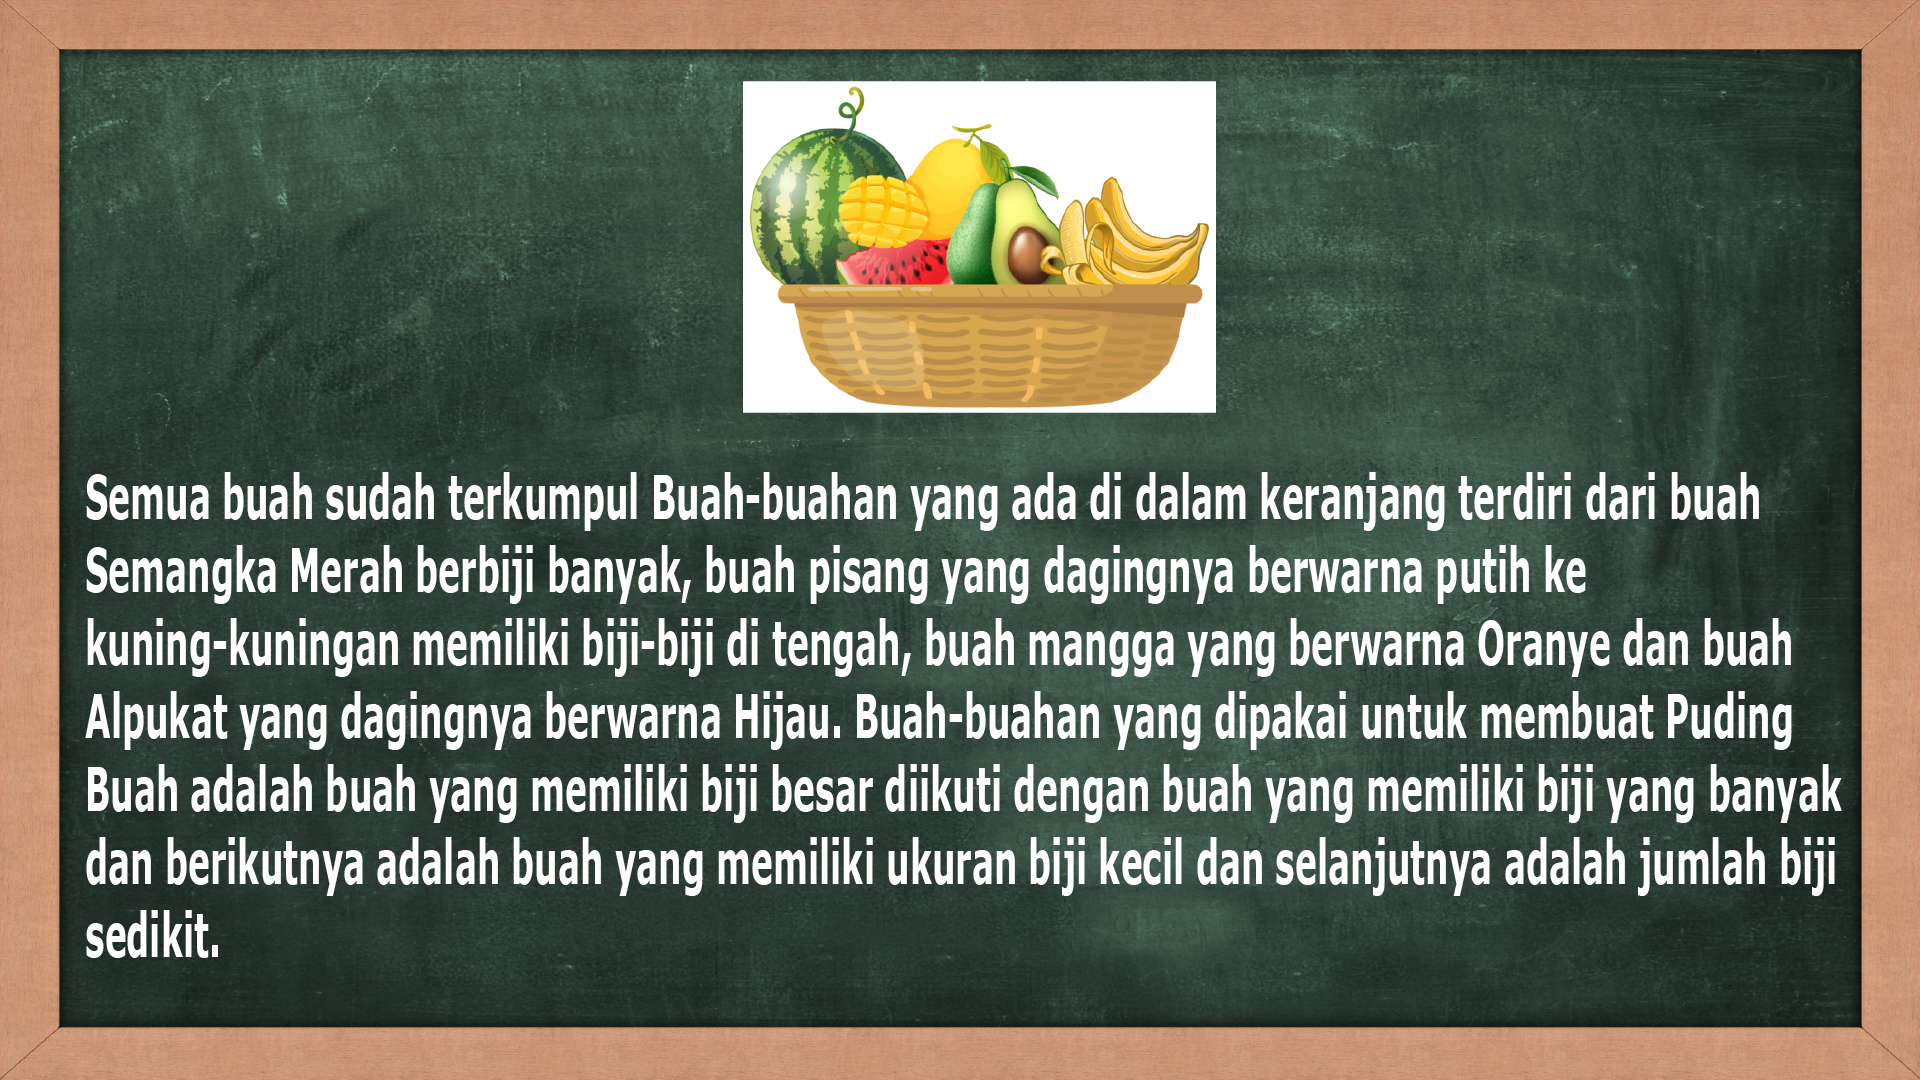 Semua buah sudah terkumpul Buah-buahan yang ada di dalam keranjang terdiri dari buah
Semangka Merah berbiji banyak, buah pisang yang dagingnya berwarna putih ke
kuning-kuningan memiliki biji-biji di tengah, buah mangga yang berwarna Oranye dan buah
Alpukat yang dagingnya berwarna Hijau. Buah-buahan yang dipakai untuk membuat Puding
Buah adalah buah yang memiliki biji besar diikuti dengan buah yang memiliki biji yang banyak
dan berikutnya adalah buah yang memiliki ukuran biji kecil dan selanjutnya adalah jumlah biji
sedikit.